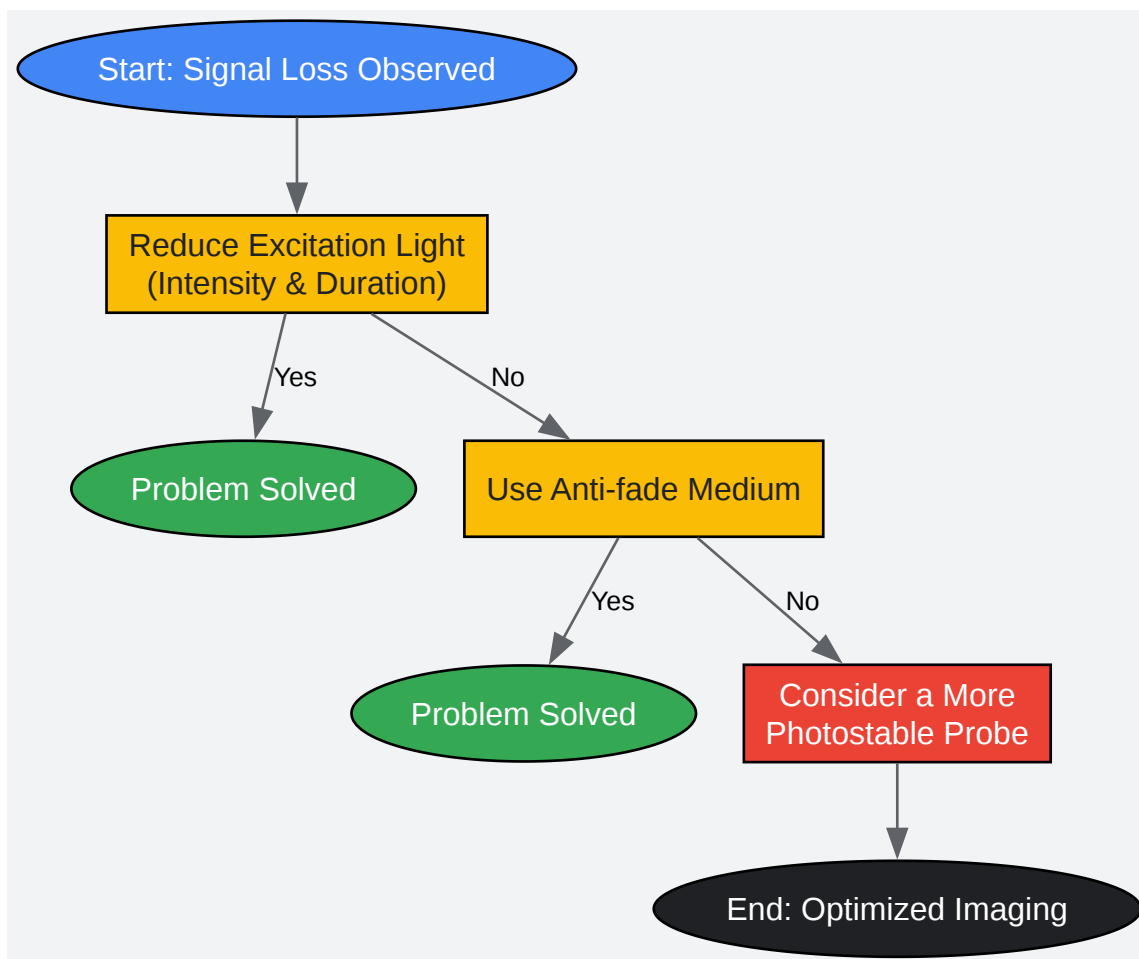 Start: Signal Loss Observed
Reduce Excitation Light
(Intensity & Duration)
Yes
No
Problem Solved
Use Anti-fade Medium
Yes
No
Problem Solved
Consider a More
Photostable Probe
End: Optimized Imaging